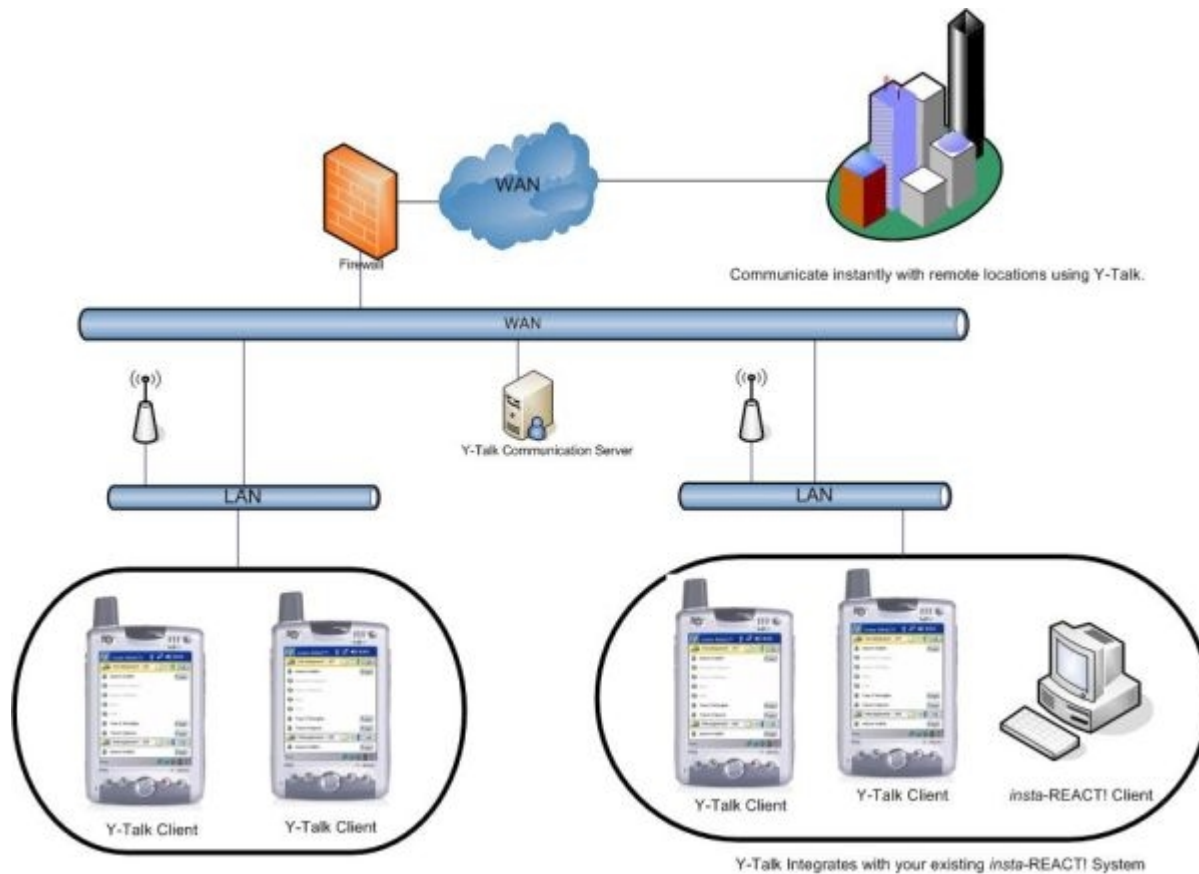 WAN
Firewall
Communicate instantly with remote locations using Y-Talk.
WAN
Y-Talk Communication Server
LAN
LAN
Y-Talk Client
Y-Talk Client
Y-Talk Client
Y-Talk Client
insta-REACT! Client
Y-Talk Integrates with your existing insta-REACT! System